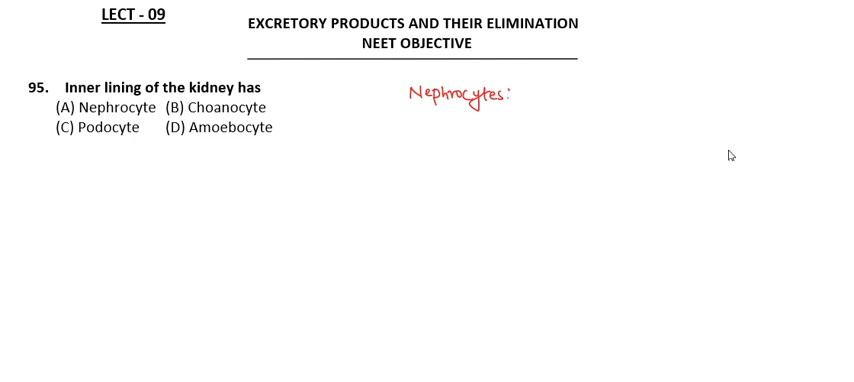 LECT - 09
EXCRETORY PRODUCTS AND THEIR ELIMINATION
NEET OBJECTIVE
95. Inner lining of the kidney has
(A) Nephrocyte (B) Choanocyte
(C) Podocyte (D) Amoebocyte
Nephrocytes: